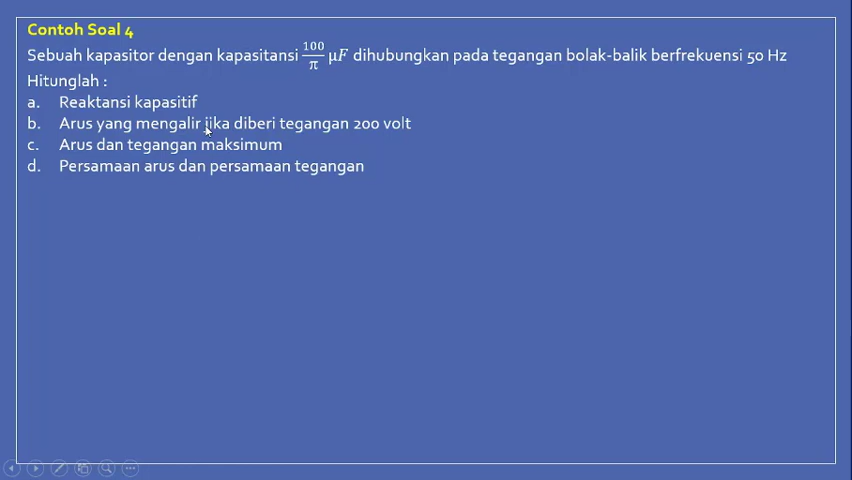 Contoh Soal 4
Sebuah kapasitor dengan kapasitansi 100/π μF dihubungkan pada tegangan bolak-balik berfrekuensi 50 Hz
Hitunglah :
a. Reaktansi kapasitif
b. Arus yang mengalir jika diberi tegangan 200 volt
c. Arus dan tegangan maksimum
d. Persamaan arus dan persamaan tegangan